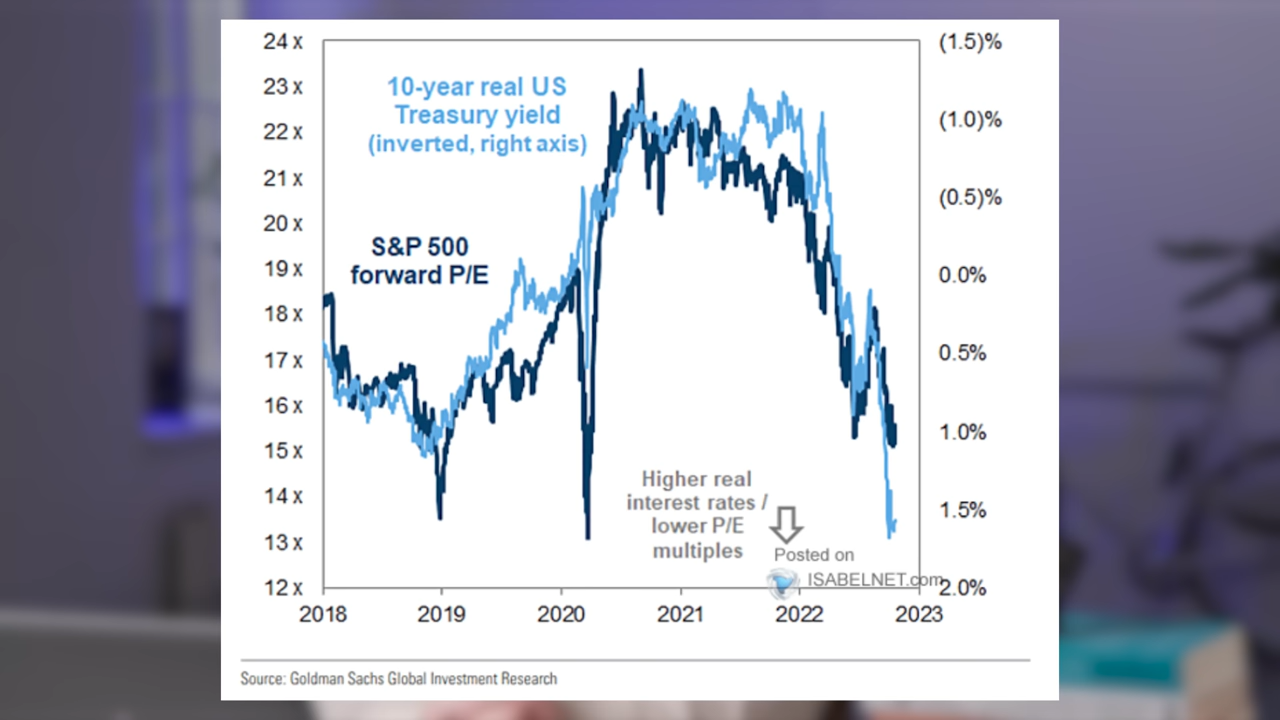 24 x
23 x
22 x
21 x
20 x
19 x
18 x
17 x
16 x
15 x
14 x
13 x
12 x
10-year real US
Treasury yield
(inverted, right axis)
S&P 500
forward P/E
Higher real
interest rates /
lower P/E
multiples
Posted on
ISABELNET.com
(1.5)%
(1.0)%
(0.5)%
0.0%
0.5%
1.0%
1.5%
2.0%
2018
2019
2020
2021
2022
2023
Source: Goldman Sachs Global Investment Research